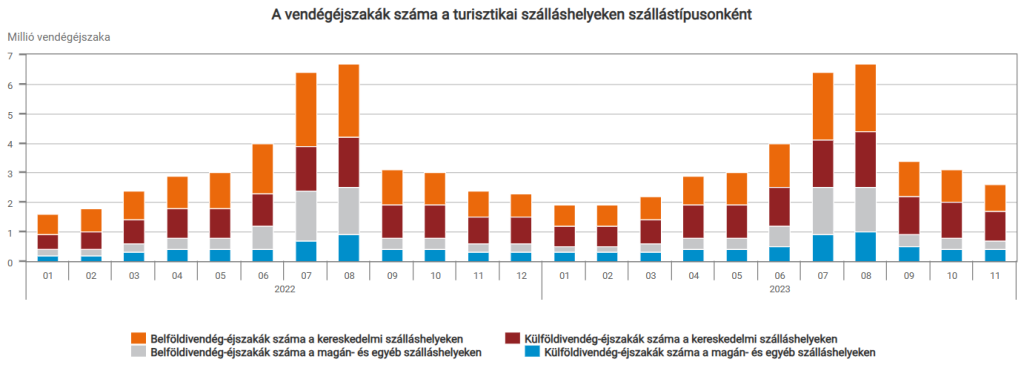 A vendégéjszakák száma a turisztikai szálláshelyeken szállástípusonként
Millió vendégéjszaka
7
6
5
4
3
2
1
0
01 02 03 04 05 06 07 08 09 10 11 12 01 02 03 04 05 06 07 08 09 10 11
2022 2023
Belföldivendég-éjszakák száma a kereskedelmi szálláshelyeken Külföldivendég-éjszakák száma a kereskedelmi szálláshelyeken
Belföldivendég-éjszakák száma a magán- és egyéb szálláshelyeken Külföldivendég-éjszakák száma a magán- és egyéb szálláshelyeken